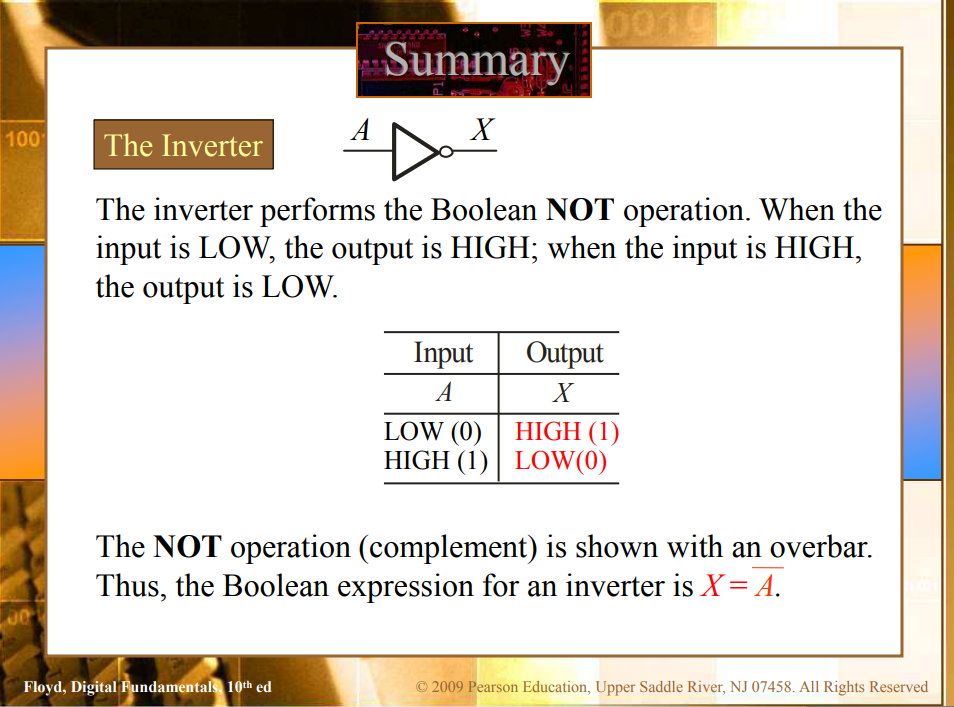 Summary
The Inverter
A X
The inverter performs the Boolean NOT operation. When the
input is LOW, the output is HIGH; when the input is HIGH,
the output is LOW.
Input Output
A X
LOW (0) HIGH (1)
HIGH (1) LOW(0)
The NOT operation (complement) is shown with an overbar.
Thus, the Boolean expression for an inverter is X = A̅.
Floyd, Digital Fundamentals, 10th ed
© 2009 Pearson Education, Upper Saddle River, NJ 07458. All Rights Reserved